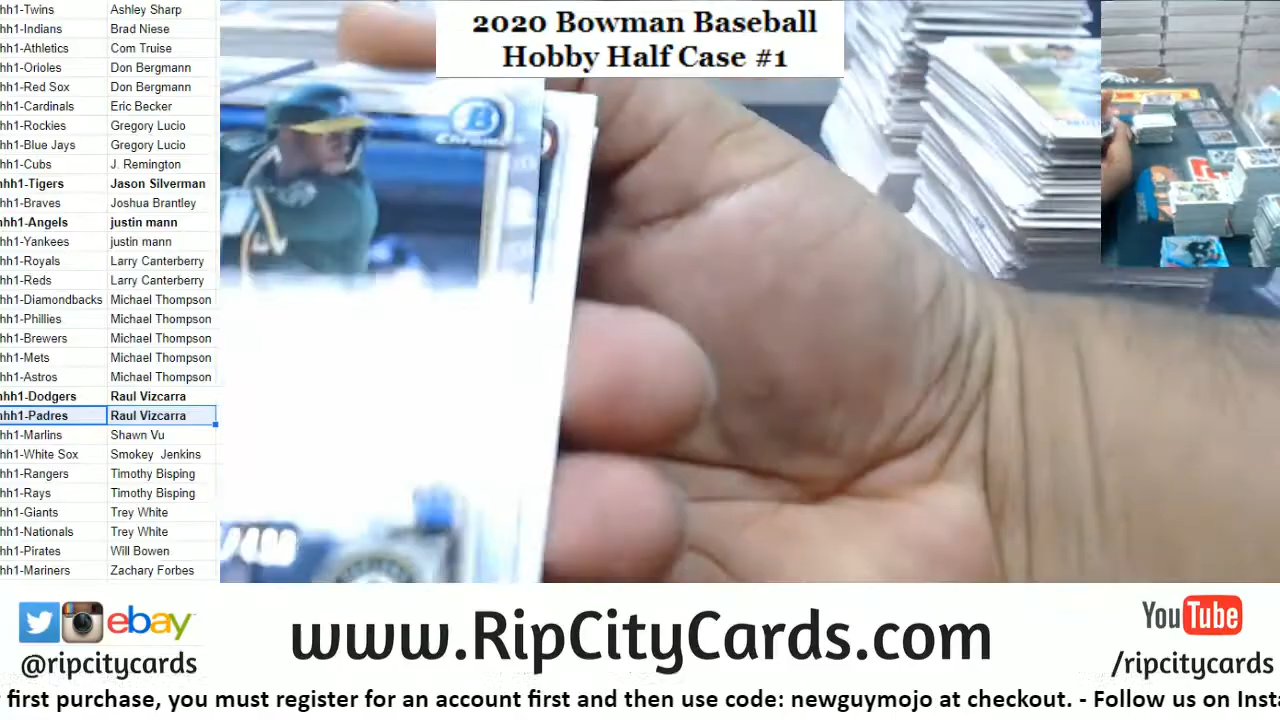 2020 Bowman Baseball
Hobby Half Case #1
hh1-Twins Ashley Sharp
hh1-Indians Brad Niese
hh1-Athletics Com Truise
hh1-Orioles Don Bergmann
hh1-Red Sox Don Bergmann
hh1-Cardinals Eric Becker
hh1-Rockies Gregory Lucio
hh1-Blue Jays Gregory Lucio
hh1-Cubs J. Remington
hh1-Tigers Jason Silverman
hh1-Braves Joshua Brantley
hh1-Angels justin mann
hh1-Yankees justin mann
hh1-Royals Larry Canterberry
hh1-Reds Larry Canterberry
hh1-Diamondbacks Michael Thompson
hh1-Phillies Michael Thompson
hh1-Brewers Michael Thompson
hh1-Mets Michael Thompson
hh1-Astros Michael Thompson
hh1-Dodgers Raul Vizcarra
hh1-Padres Raul Vizcarra
hh1-Marlins Shawn Vu
hh1-White Sox Smokey Jenkins
hh1-Rangers Timothy Bisping
hh1-Rays Timothy Bisping
hh1-Giants Trey White
hh1-Nationals Trey White
hh1-Pirates Will Bowen
hh1-Mariners Zachary Forbes
B
CHROME
ebay
@ripcitycards
www.RipCityCards.com
YouTube
/ripcitycards
first purchase, you must register for an account first and then use code: newguymojo at checkout. - Follow us on Inst